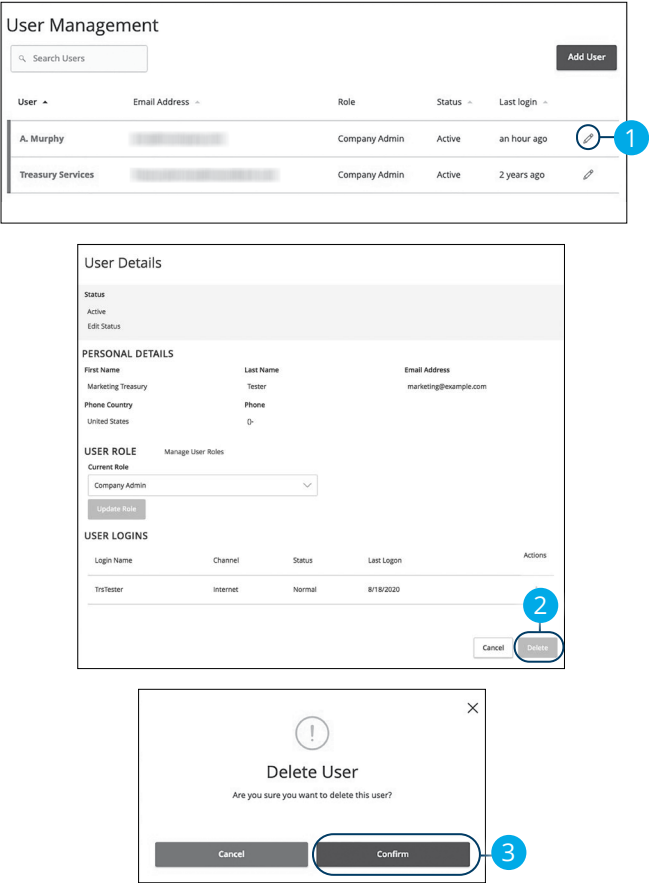 User Management
Search Users
Add User
User Email Address Role Status Last login
A. Murphy Company Admin Active an hour ago
1
Treasury Services Company Admin Active 2 years ago
User Details
Status
Active
Edit Status
PERSONAL DETAILS
First Name Last Name Email Address
Marketing Treasury Tester marketing@example.com
Phone Country Phone
United States ()-
USER ROLE Manage User Roles
Current Role
Company Admin
Update Role
USER LOGINS
Login Name Channel Status Last Logon Actions
TrsTester Internet Normal 8/18/2020
2
Cancel Delete
Delete User
Are you sure you want to delete this user?
Cancel Confirm
3